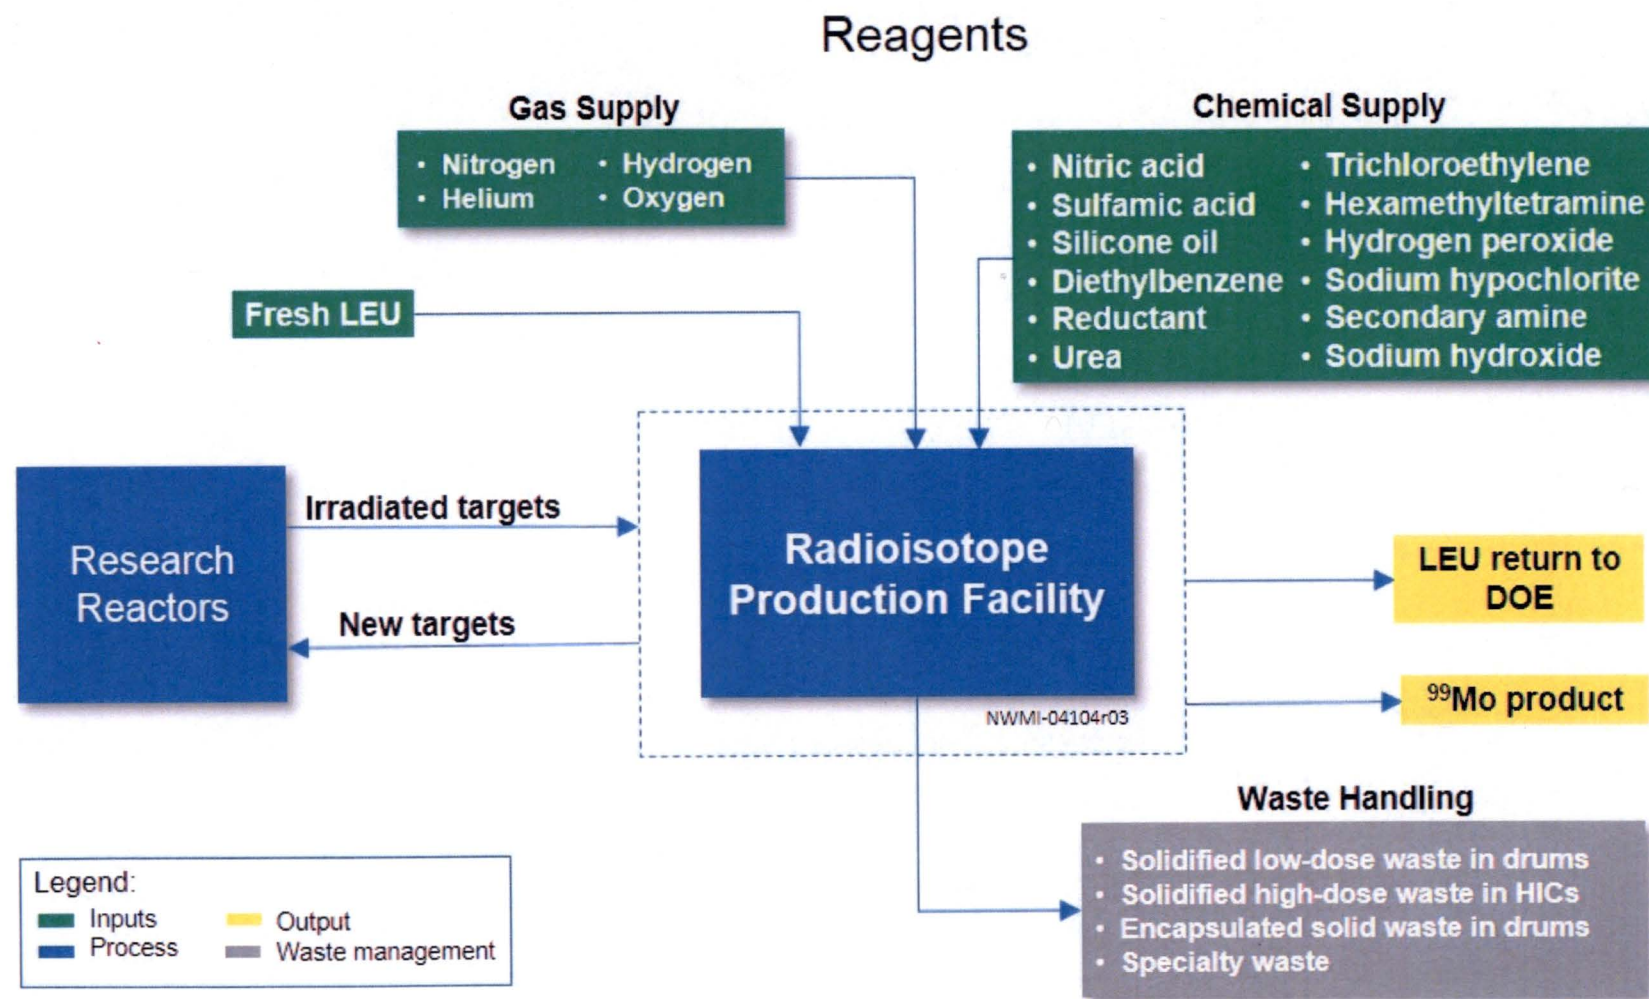 Reagents
Gas Supply
• Nitrogen
• Helium
• Hydrogen
• Oxygen
Chemical Supply
• Nitric acid
• Sulfamic acid
• Silicone oil
• Diethylbenzene
• Reductant
• Urea
• Trichloroethylene
• Hexamethyltetramine
• Hydrogen peroxide
• Sodium hypochlorite
• Secondary amine
• Sodium hydroxide
Fresh LEU
Research
Reactors
Irradiated targets
New targets
Radioisotope
Production Facility
NWMI-04104r03
LEU return to
DOE
⁹⁹Mo product
Waste Handling
• Solidified low-dose waste in drums
• Solidified high-dose waste in HICs
• Encapsulated solid waste in drums
• Specialty waste
Legend:
Inputs
Process
Output
Waste management